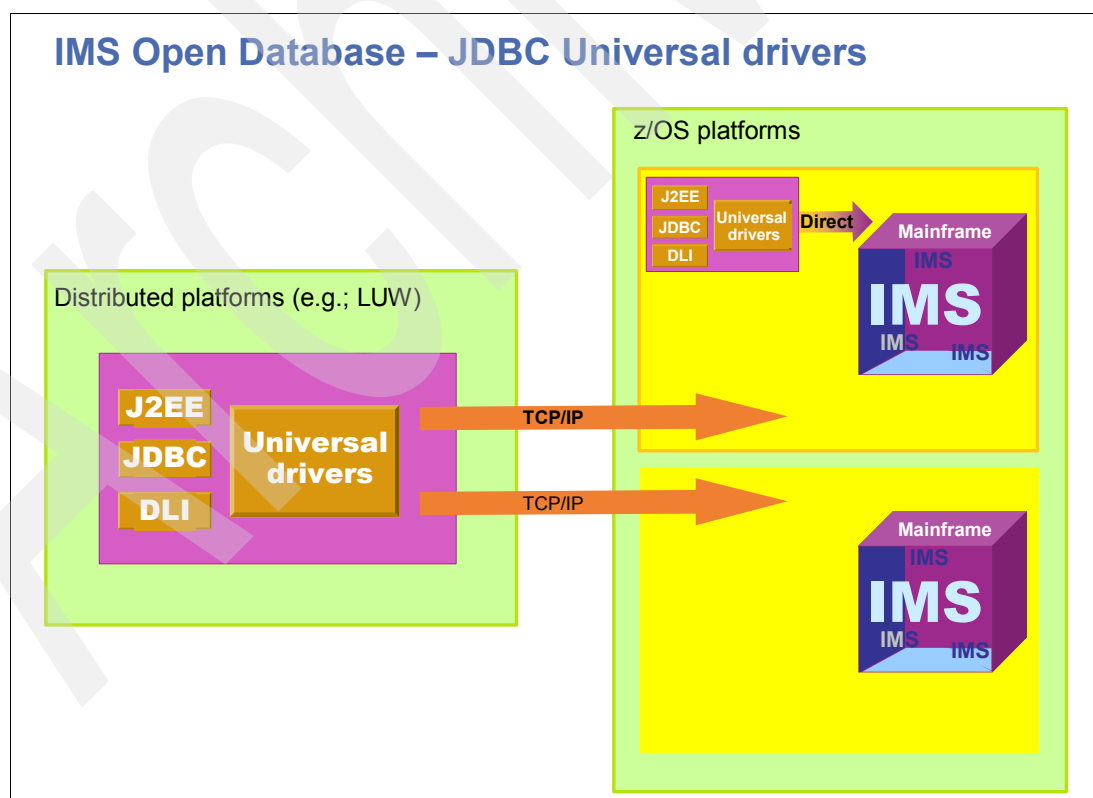 IMS Open Database – JDBC Universal drivers
z/OS platforms
J2EE
JDBC
DLI
Universal
drivers
Direct
Mainframe
IMS
IMS
IMS
IMS
Distributed platforms (e.g.; LUW)
J2EE
JDBC
DLI
Universal
drivers
TCP/IP
TCP/IP
Mainframe
IMS
IMS
IMS
IMS